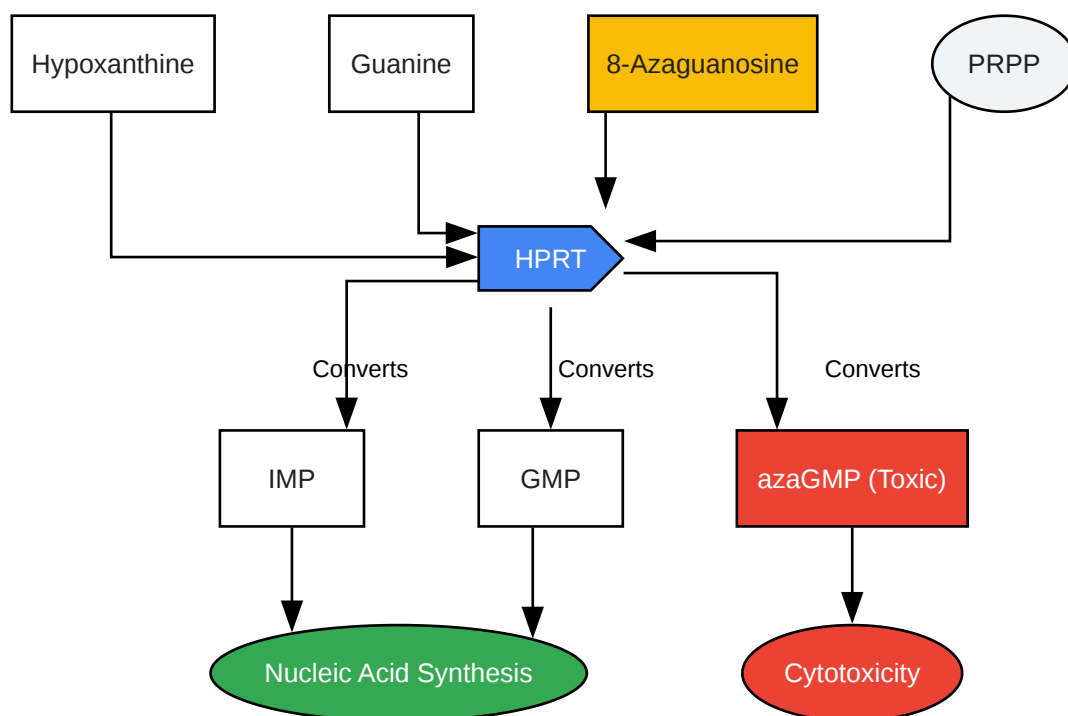 Hypoxanthine
Guanine
8-Azaguanosine
PRPP
HPRT
Converts
Converts
Converts
IMP
GMP
azaGMP (Toxic)
Nucleic Acid Synthesis
Cytotoxicity